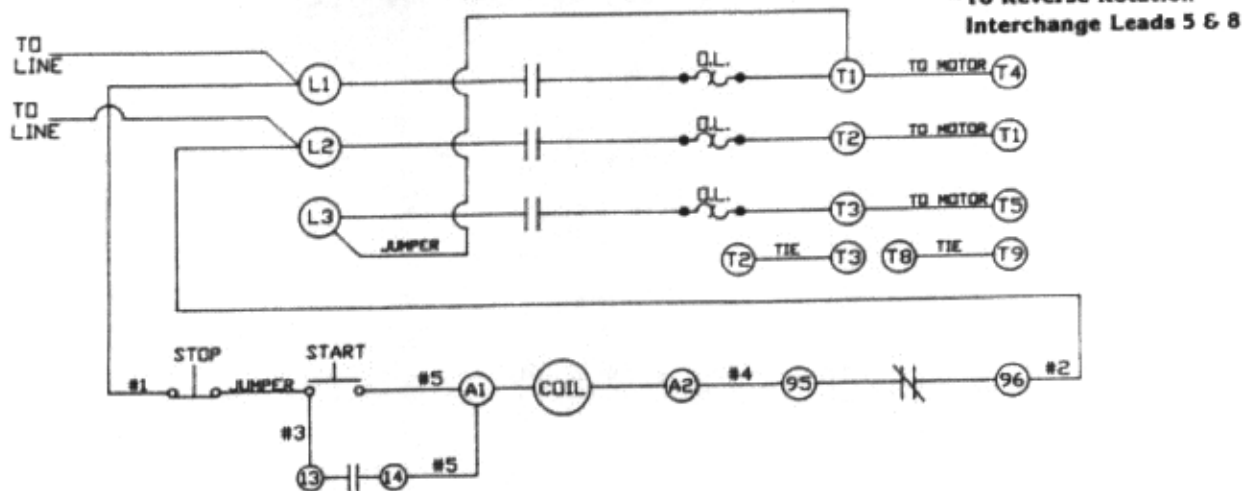 To Reverse Rotation
Interchange Leads 5 & 8
TO
LINE
L1
O.L.
T1
TO MOTOR
T4
TO
LINE
L2
O.L.
T2
TO MOTOR
T1
L3
JUMPER
O.L.
T3
TO MOTOR
T5
T2
TIE
T3
T8
TIE
T9
STOP
START
#1
JUMPER
#5
A1
COIL
A2
#4
95
96
#2
#3
13
14
#5